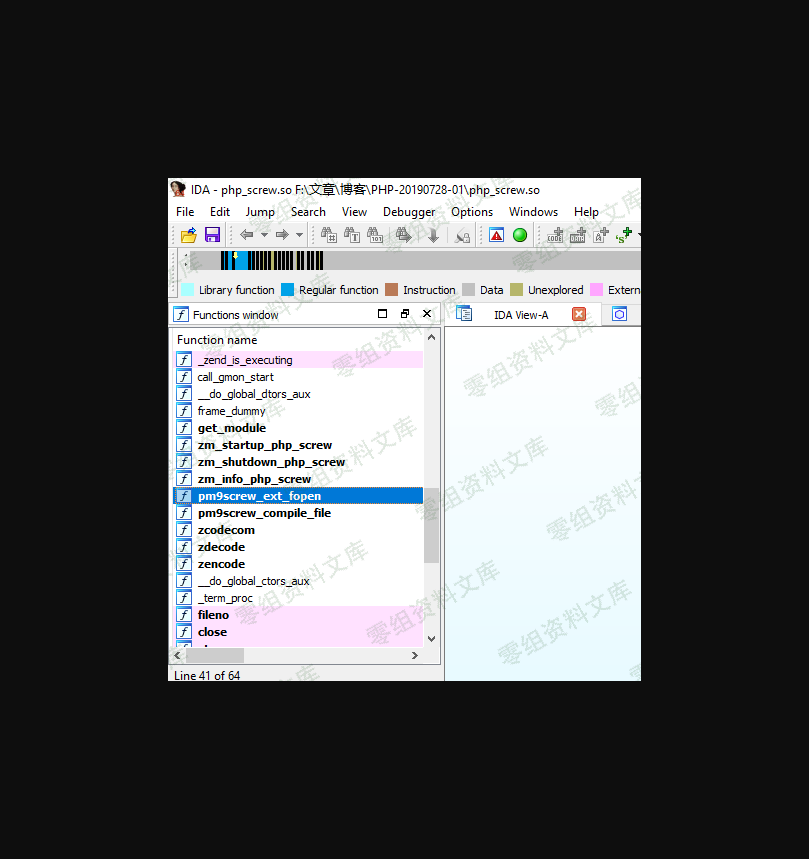 IDA - php_screw.so F:\文章\博客\PHP-20190728-01\php_screw.so
File Edit Jump Search View Debugger Options Windows Help
Library function Regular function Instruction Data Unexplored Extern
Functions window
IDA View-A
Function name
_zend_is_executing
call_gmon_start
__do_global_dtors_aux
frame_dummy
get_module
zm_startup_php_screw
zm_shutdown_php_screw
zm_info_php_screw
pm9screw_ext_fopen
pm9screw_compile_file
zcodecom
zdecode
zencode
__do_global_ctors_aux
_term_proc
fileno
close
Line 41 of 64
零组资料文库